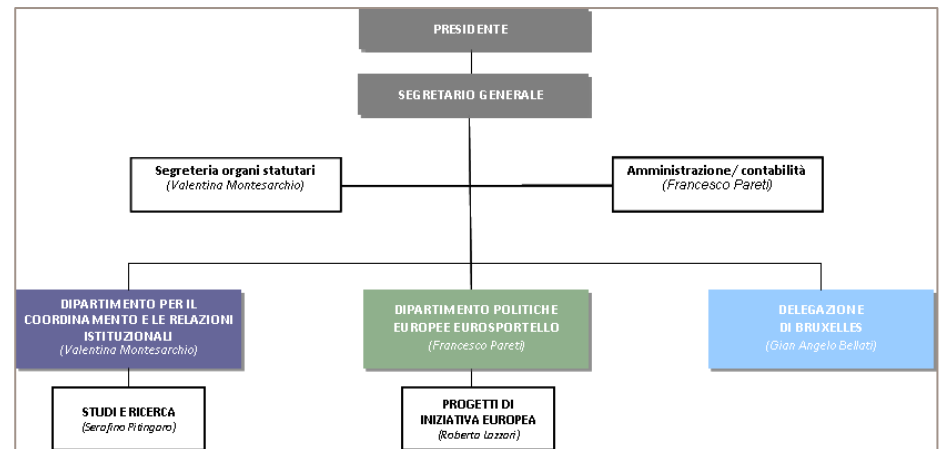 PRESIDENTE
SEGRETARIO GENERALE
Segreteria organi statutari
(Valentina Montesarchio)
Amministrazione/ contabilità
(Francesco Pareti)
DIPARTIMENTO PER IL
COORDINAMENTO E LE RELAZIONI
ISTITUZIONALI
(Valentina Montesarchio)
DIPARTIMENTO POLITICHE
EUROPEE EUROSPORTELLO
(Francesco Pareti)
DELEGAZIONE
DI BRUXELLES
(Gian Angelo Bellati)
STUDI E RICERCA
(Serafino Pitingaro)
PROGETTI DI
INIZIATIVA EUROPEA
(Roberta Lazzari)